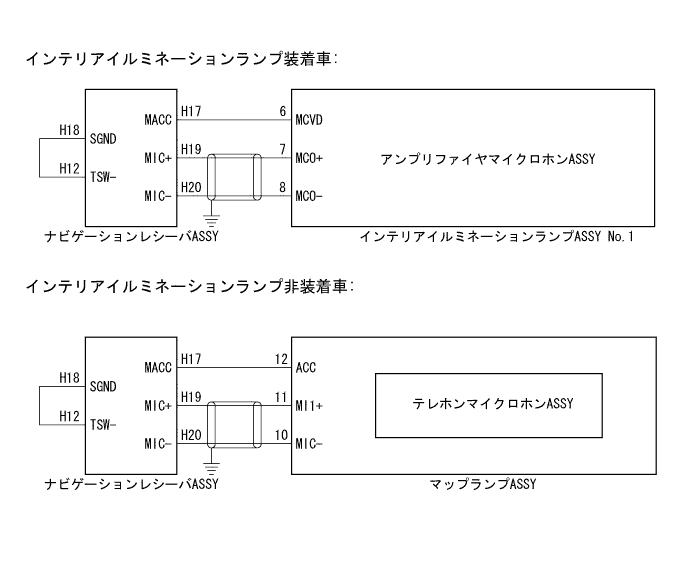 インテリアイルミネーションランプ装着車:
MACC H17 6 MCVD
H18 SGND
MIC+ H19 7 MCO+
アンプリファイヤマイクロホンASSY
H12 TSW-
MIC- H20 8 MCO-
ナビゲーションレシーバASSY
インテリアイルミネーションランプASSY No.1
インテリアイルミネーションランプ非装着車:
MACC H17 12 ACC
H18 SGND
MIC+ H19 11 MI1+
テレホンマイクロホンASSY
H12 TSW-
MIC- H20 10 MIC-
ナビゲーションレシーバASSY
マップランプASSY